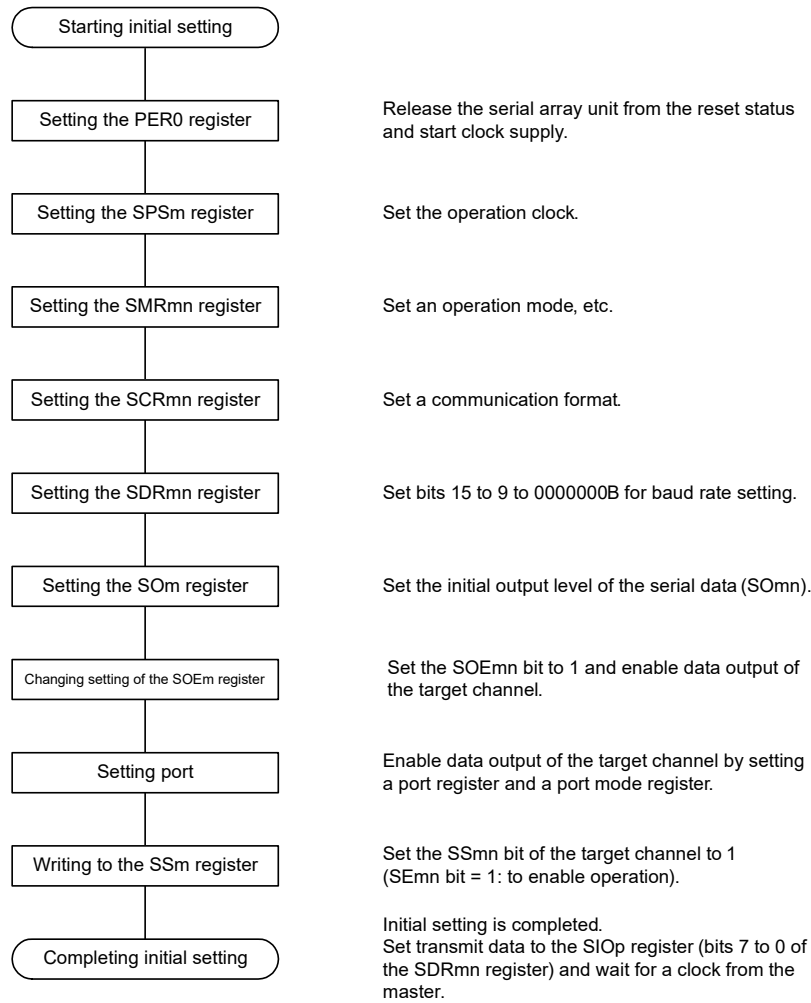 Starting initial setting
Setting the PER0 register
Release the serial array unit from the reset status
and start clock supply.
Setting the SPSm register
Set the operation clock.
Setting the SMRmn register
Set an operation mode, etc.
Setting the SCRmn register
Set a communication format.
Setting the SDRmn register
Set bits 15 to 9 to 0000000B for baud rate setting.
Setting the SOm register
Set the initial output level of the serial data (SOmn).
Changing setting of the SOEm register
Set the SOEmn bit to 1 and enable data output of
the target channel.
Setting port
Enable data output of the target channel by setting
a port register and a port mode register.
Writing to the SSm register
Set the SSmn bit of the target channel to 1
(SEmn bit = 1: to enable operation).
Completing initial setting
Initial setting is completed.
Set transmit data to the SIOp register (bits 7 to 0 of
the SDRmn register) and wait for a clock from the
master.